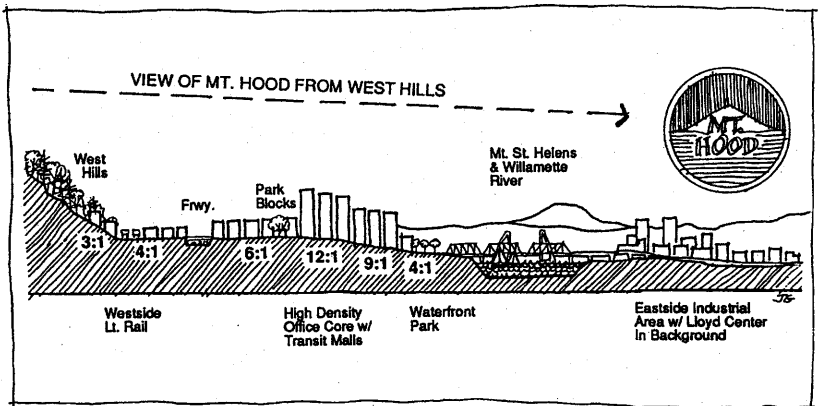 VIEW OF MT. HOOD FROM WEST HILLS
MT.
HOOD
West
Hills
Frwy.
Park
Blocks
Mt. St. Helens
& Willamette
River
3:1
4:1
6:1
12:1
9:1
4:1
Westside
Lt. Rail
High Density
Office Core w/
Transit Malls
Waterfront
Park
Eastside Industrial
Area w/ Lloyd Center
In Background